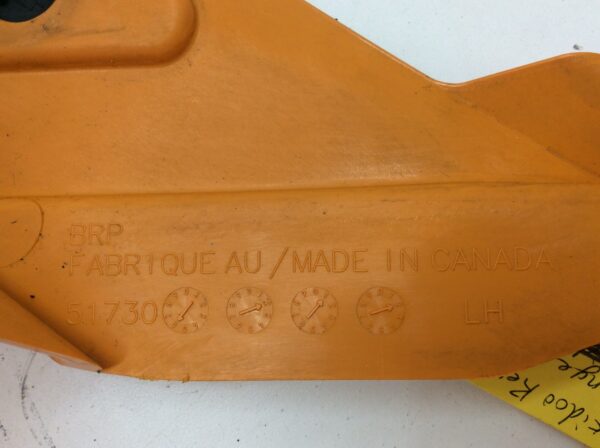 BRP
FABRIQUE AU / MADE IN CANADA
51730 LH